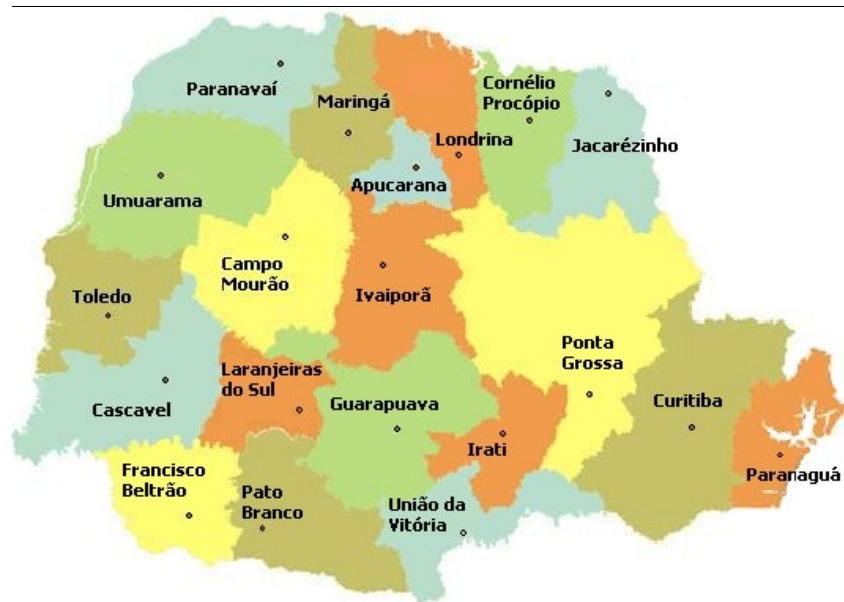 Paranavaí
Maringá
Londrina
Cornélio
Procópio
Jacarézinho
Apucarana
Umuarama
Campo
Mourão
Ivaiporã
Toledo
Ponta
Grossa
Laranjeiras
do Sul
Guarapuava
Cascavel
Curitiba
Irati
Paranaguá
Francisco
Beltrão
Pato
Branco
União da
Vitória